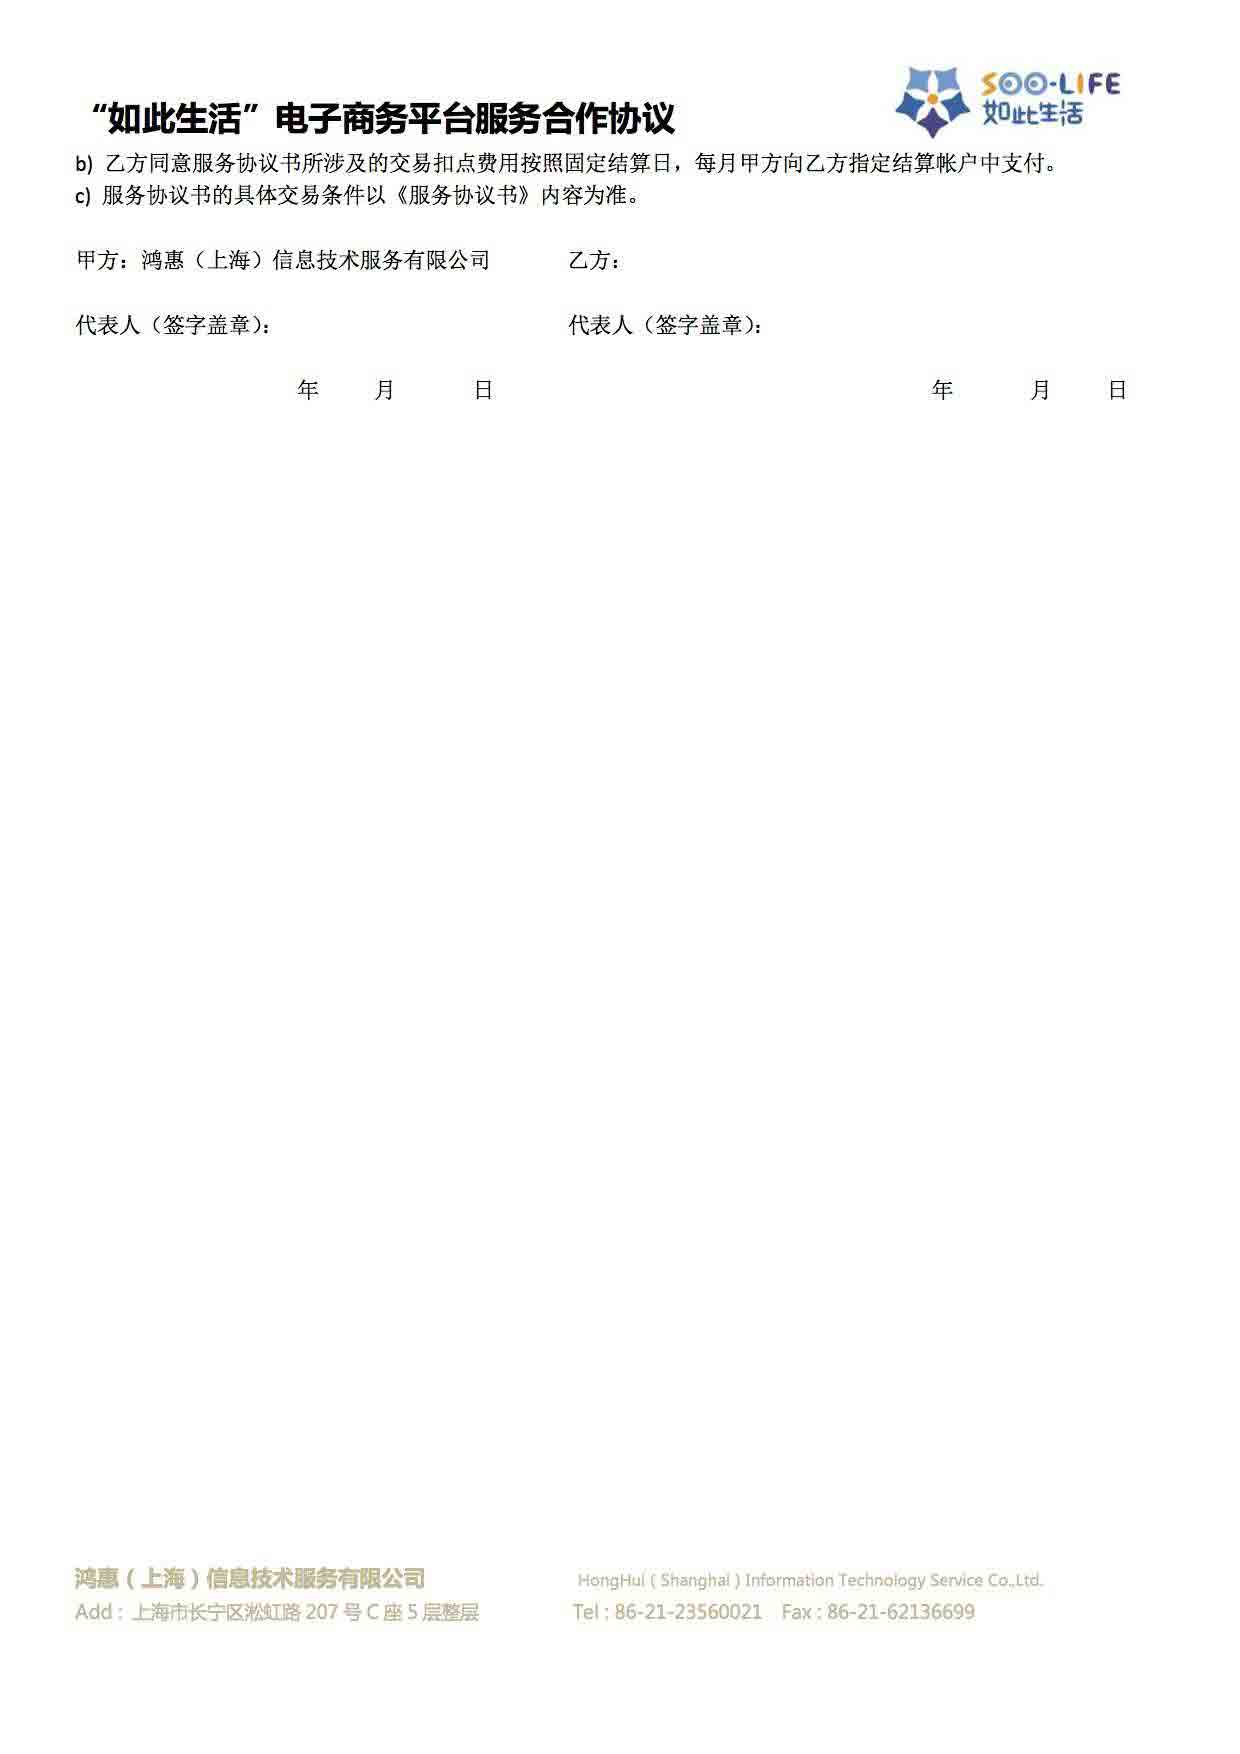 “如此生活”电子商务平台服务合作协议
SOO-LIFE
如此生活
b) 乙方同意服务协议书所涉及的交易扣点费用按照固定结算日，每月甲方向乙方指定结算帐户中支付。
c) 服务协议书的具体交易条件以《服务协议书》内容为准。
甲方：鸿惠（上海）信息技术服务有限公司 乙方：
代表人（签字盖章）： 代表人（签字盖章）：
年 月 日 年 月 日
鸿惠（上海）信息技术服务有限公司 HongHui ( Shanghai ) Information Technology Service Co.,Ltd.
Add : 上海市长宁区淞虹路 207 号 C 座 5 层整层 Tel : 86-21-23560021 Fax : 86-21-62136699